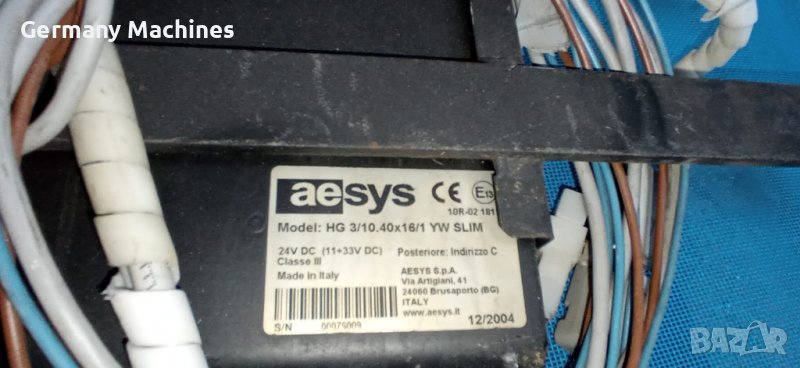 Germany Machines
aesys CE E13
10R-02 181
Model: HG 3/10.40x16/1 YW SLIM
24V DC (11÷33V DC) Posteriore: Indirizzo C
Classe III
Made in Italy
AESYS S.p.A.
Via Artigiani, 41
24060 Brusaporto (BG)
ITALY
www.aesys.it
S/N 00075009 12/2004
BAZAR